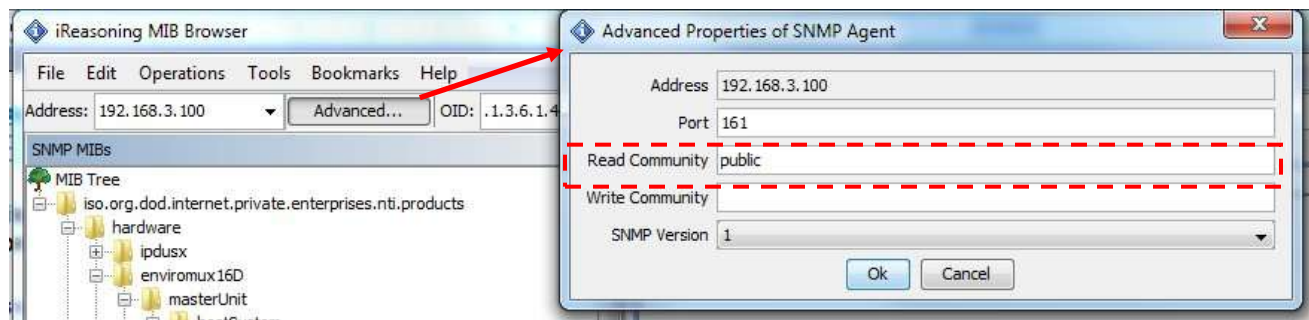 iReasoning MIB Browser
File Edit Operations Tools Bookmarks Help
Address: 192.168.3.100 Advanced... OID: .1.3.6.1.4
SNMP MIBs
MIB Tree
iso.org.dod.internet.private.enterprises.nti.products
hardware
ipdusx
enviromux16D
masterUnit
Advanced Properties of SNMP Agent
Address 192.168.3.100
Port 161
Read Community public
Write Community
SNMP Version 1
Ok Cancel